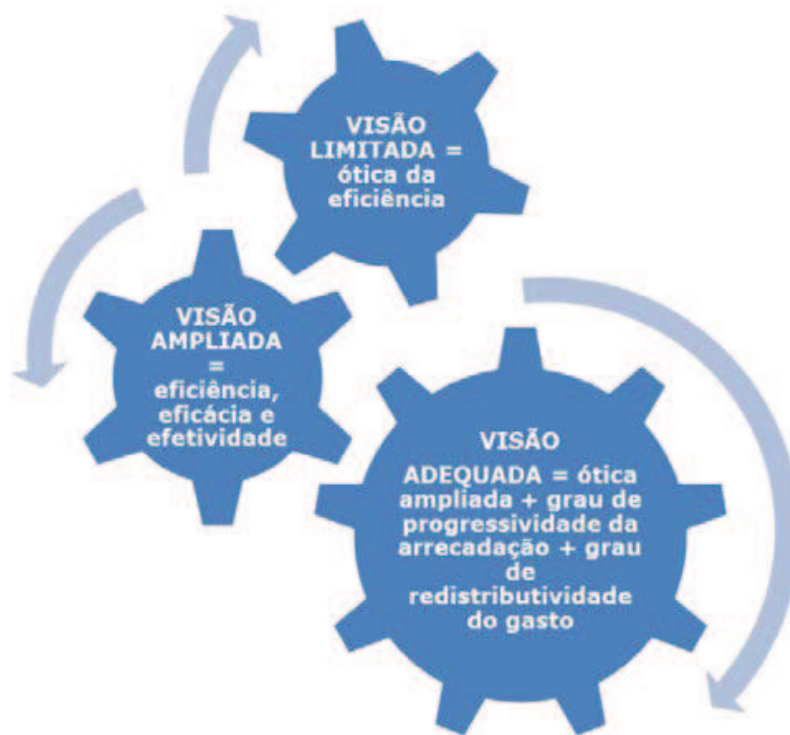 VISÃO
LIMITADA =
ótica da
eficiência
VISÃO
AMPLIADA
=
eficiência,
eficácia e
efetividade
VISÃO
ADEQUADA = ótica
ampliada + grau de
progressividade da
arrecadação + grau
de
redistributividade
do gasto